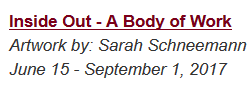 Inside Out - A Body of Work
Artwork by: Sarah Schneemann
June 15 - September 1, 2017